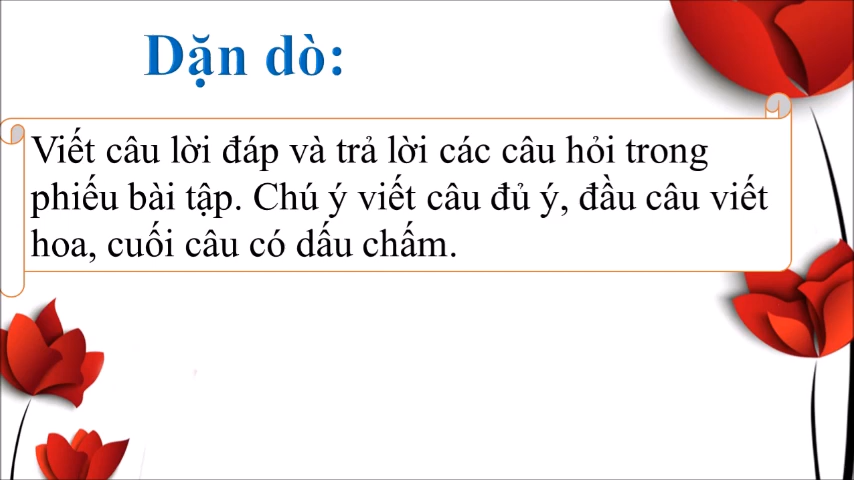 Dặn dò:
Viết câu lời đáp và trả lời các câu hỏi trong
phiếu bài tập. Chú ý viết câu đủ ý, đầu câu viết
hoa, cuối câu có dấu chấm.